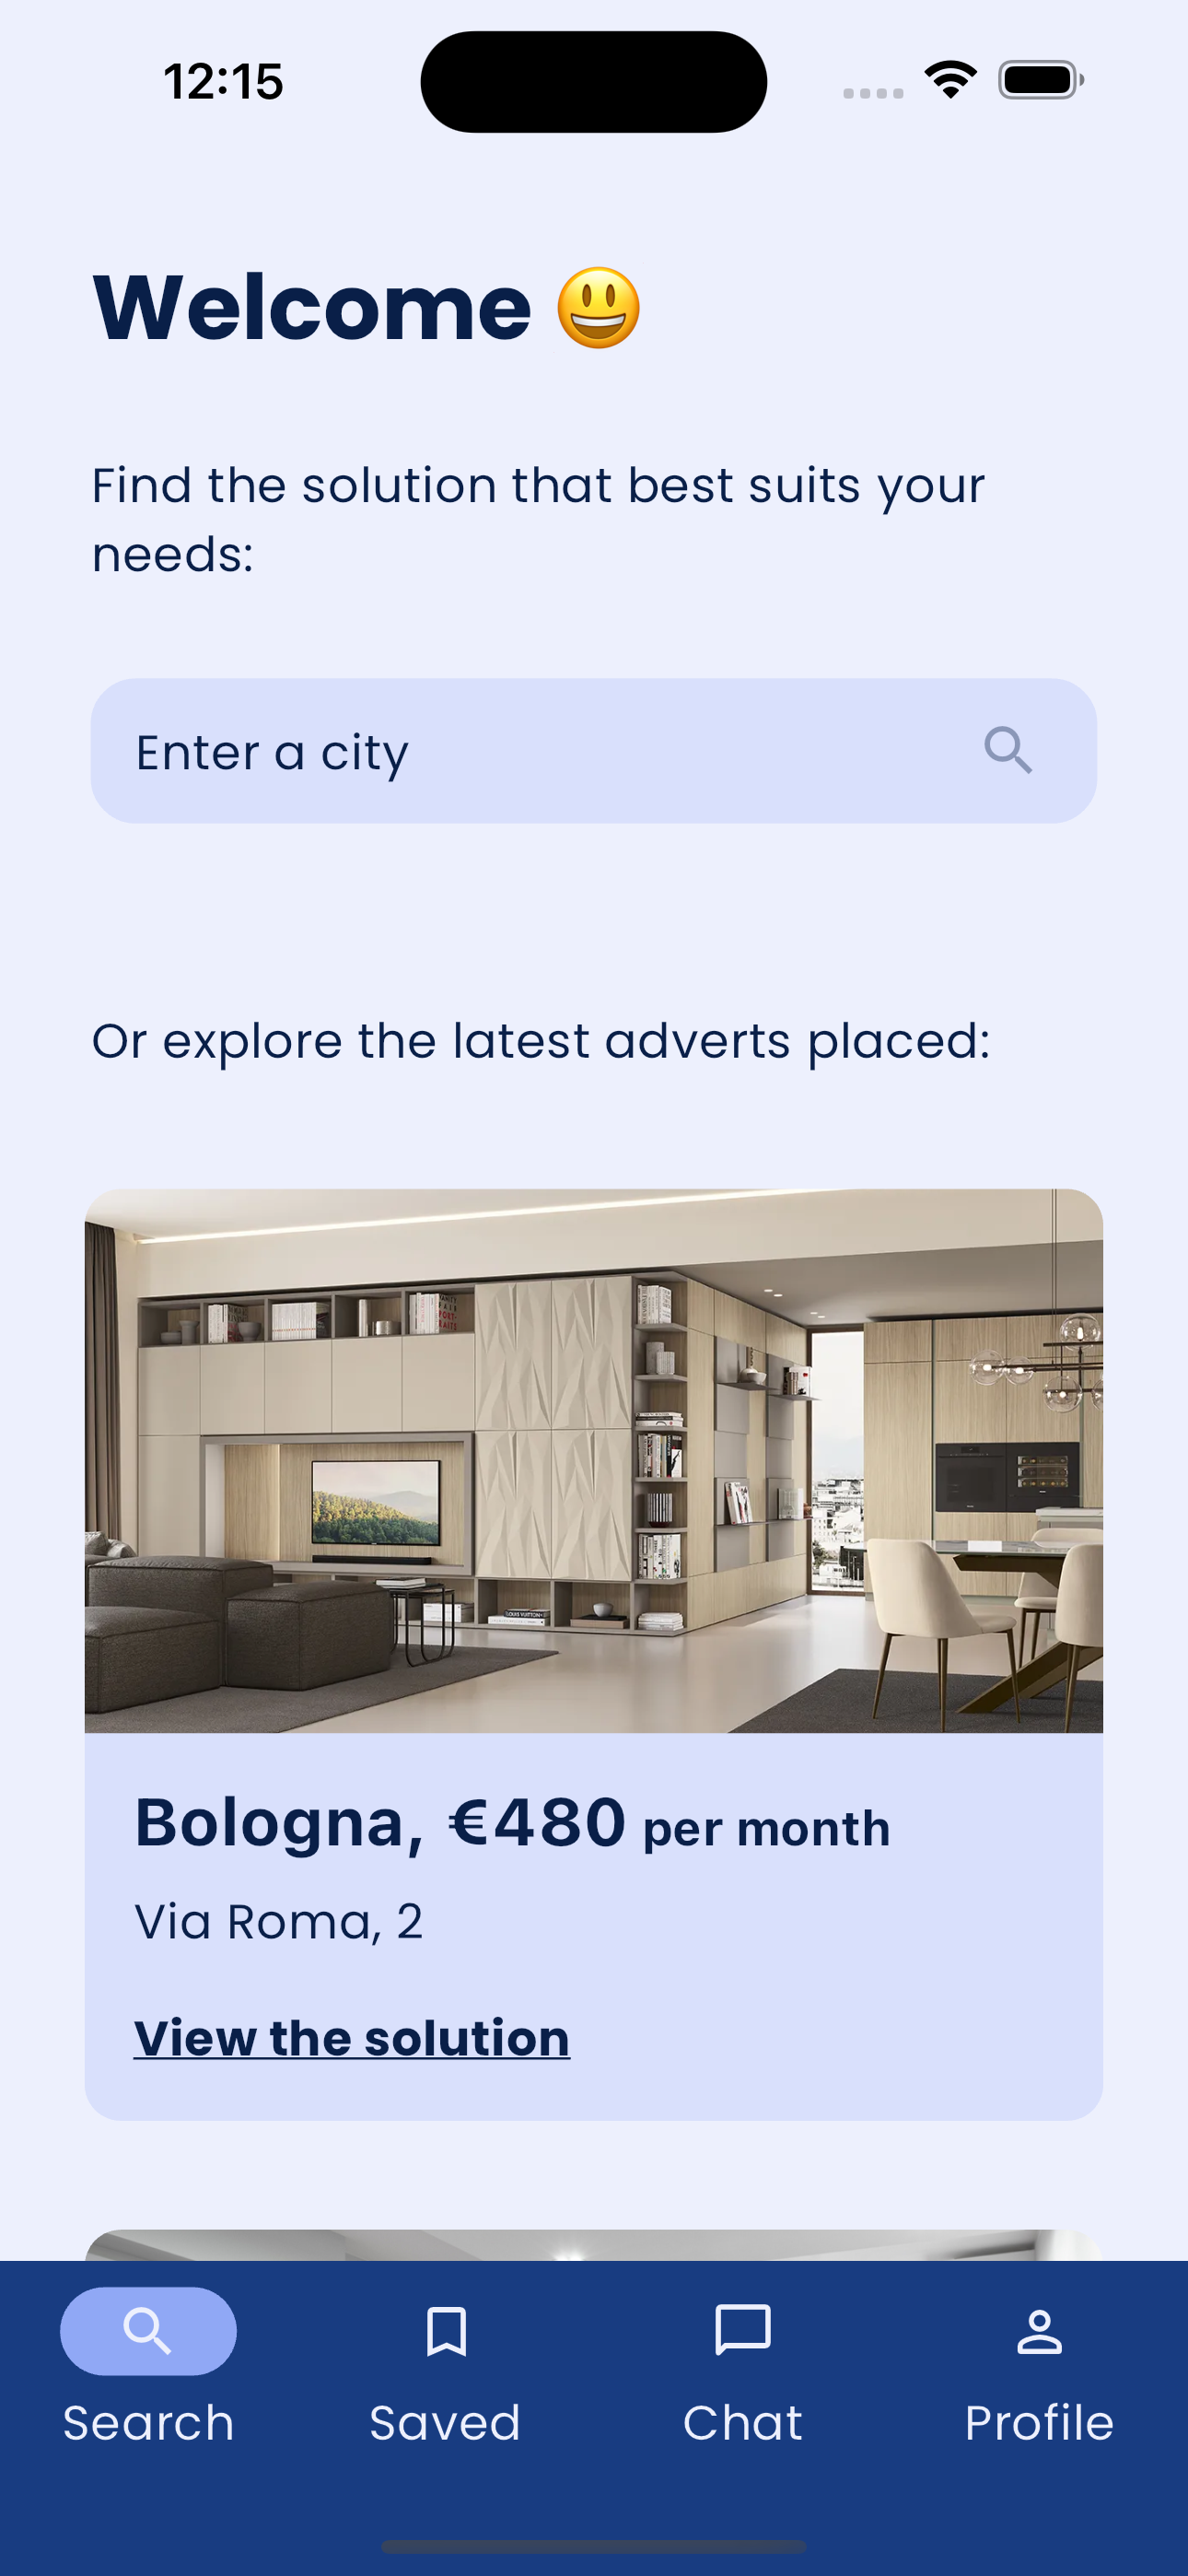 12:15
Welcome 😃
Find the solution that best suits your
needs:
Enter a city
Or explore the latest adverts placed:
Bologna, €480 per month
Via Roma, 2
View the solution
Search
Saved
Chat
Profile